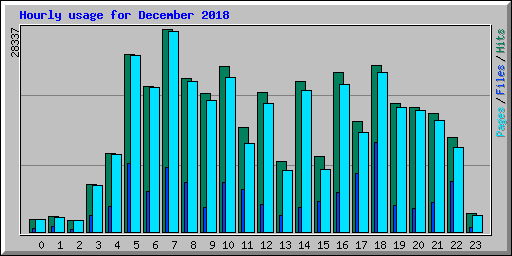 Hourly usage for December 2018
28337
Pages / Files / Hits
0 1 2 3 4 5 6 7 8 9 10 11 12 13 14 15 16 17 18 19 20 21 22 23